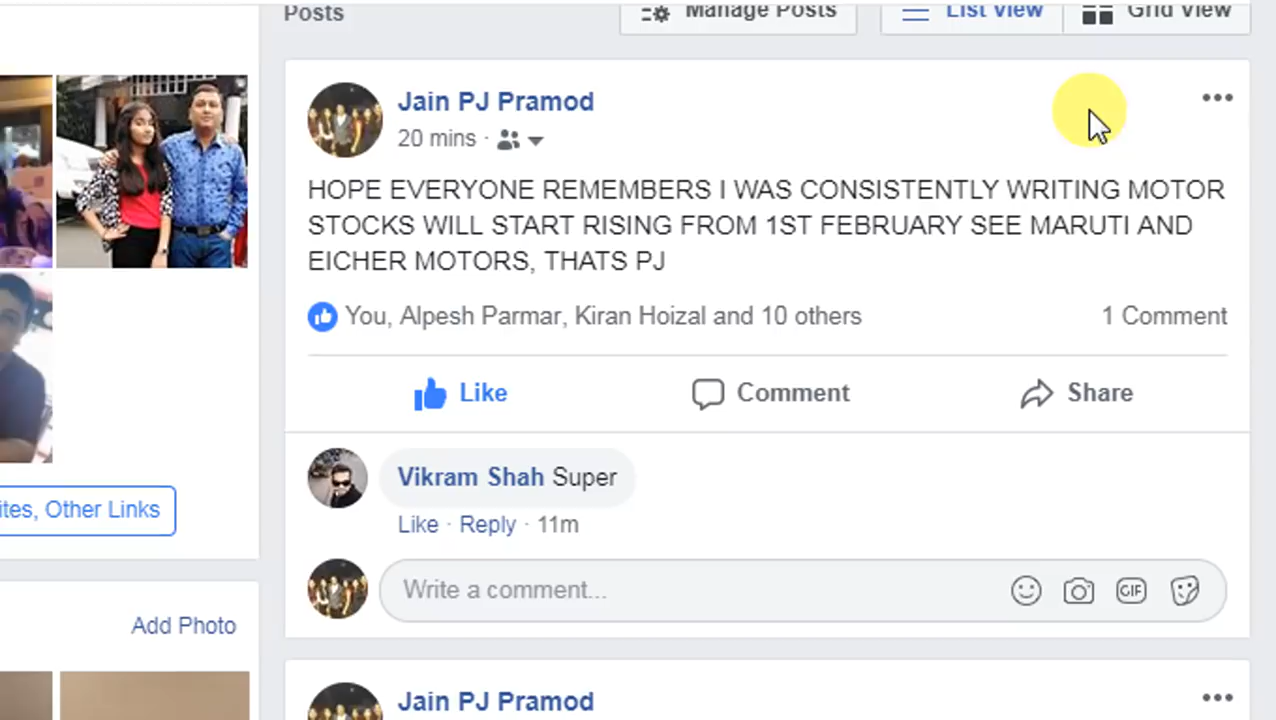 Posts
Manage Posts
List View
Grid View
Jain PJ Pramod
20 mins ·
HOPE EVERYONE REMEMBERS I WAS CONSISTENTLY WRITING MOTOR
STOCKS WILL START RISING FROM 1ST FEBRUARY SEE MARUTI AND
EICHER MOTORS, THATS PJ
You, Alpesh Parmar, Kiran Hoizal and 10 others
1 Comment
Like
Comment
Share
Vikram Shah Super
Like · Reply · 11m
Write a comment...
GIF
ites, Other Links
Add Photo
Jain PJ Pramod